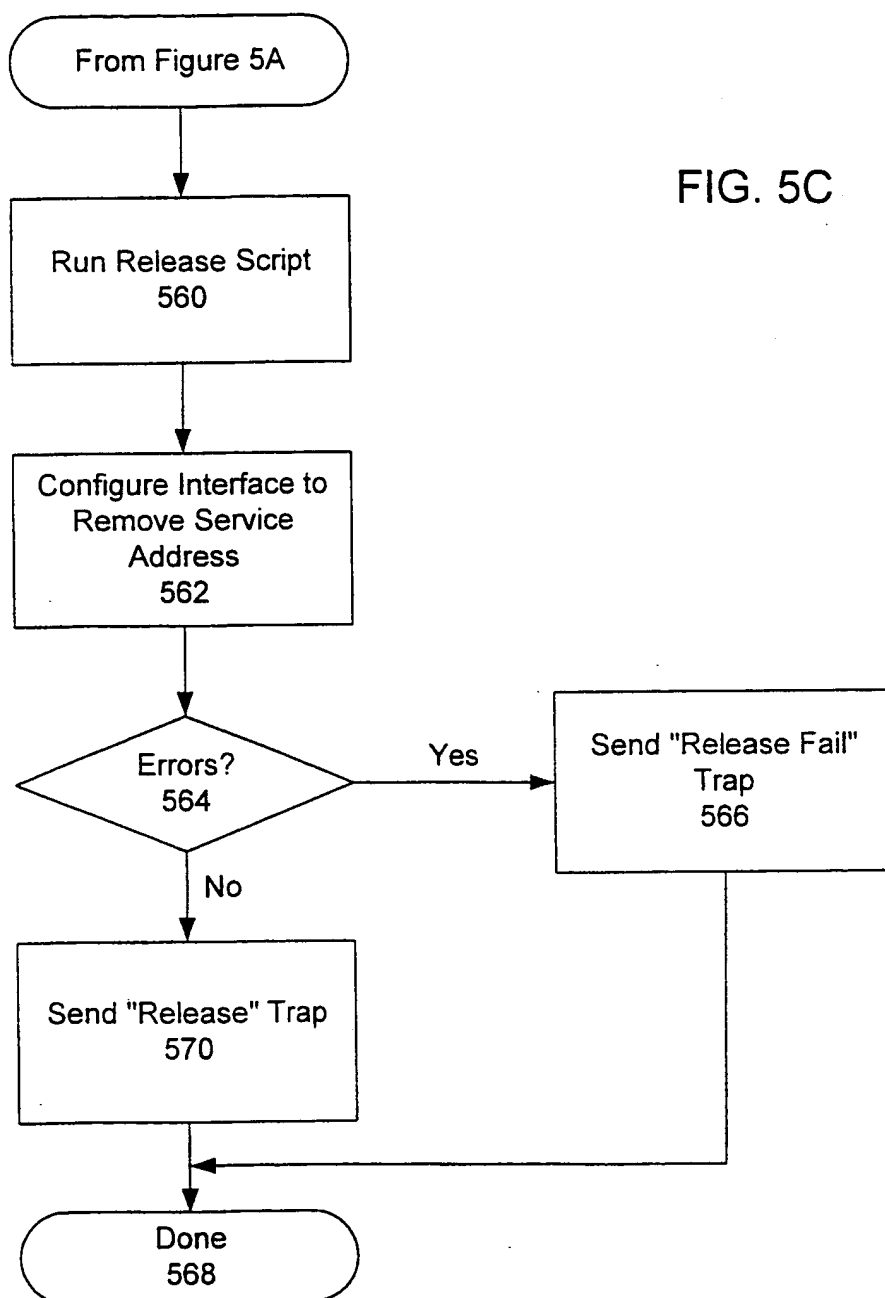 From Figure 5A
FIG. 5C
Run Release Script
560
Configure Interface to
Remove Service
Address
562
Errors?
564
Yes
Send "Release Fail"
Trap
566
No
Send "Release" Trap
570
Done
568